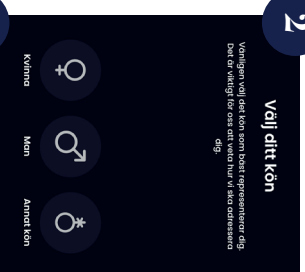 2
Välj ditt kön
Vänligen välj det kön som bäst representerar dig.
Det är viktigt för oss att veta hur vi ska adressera
dig.
Kvinna
Man
Annat kön